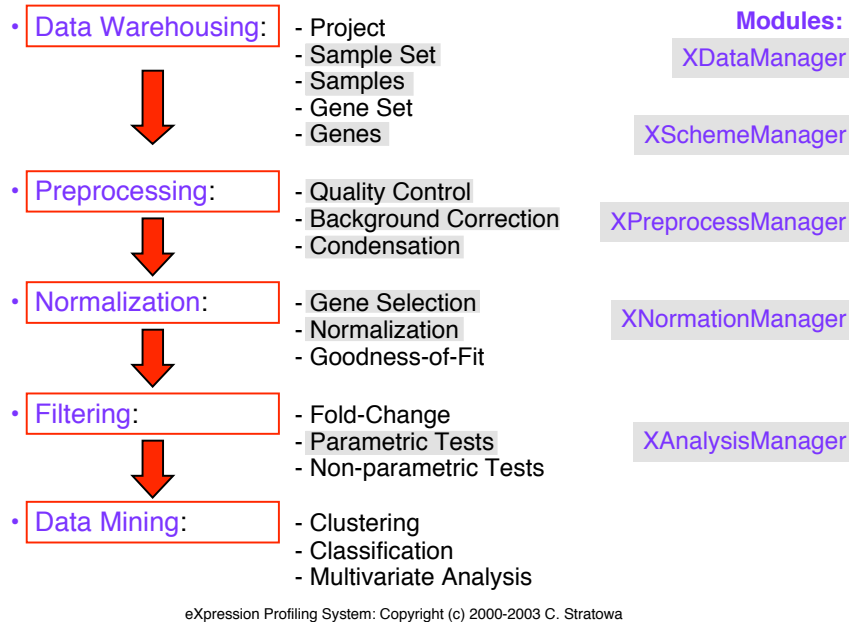 • Data Warehousing: - Project Modules:
- Sample Set XDataManager
- Samples
- Gene Set
- Genes XSchemeManager
• Preprocessing: - Quality Control
- Background Correction XPreprocessManager
- Condensation
• Normalization: - Gene Selection
- Normalization XNormationManager
- Goodness-of-Fit
• Filtering: - Fold-Change
- Parametric Tests XAnalysisManager
- Non-parametric Tests
• Data Mining: - Clustering
- Classification
- Multivariate Analysis
eXpression Profiling System: Copyright (c) 2000-2003 C. Stratowa